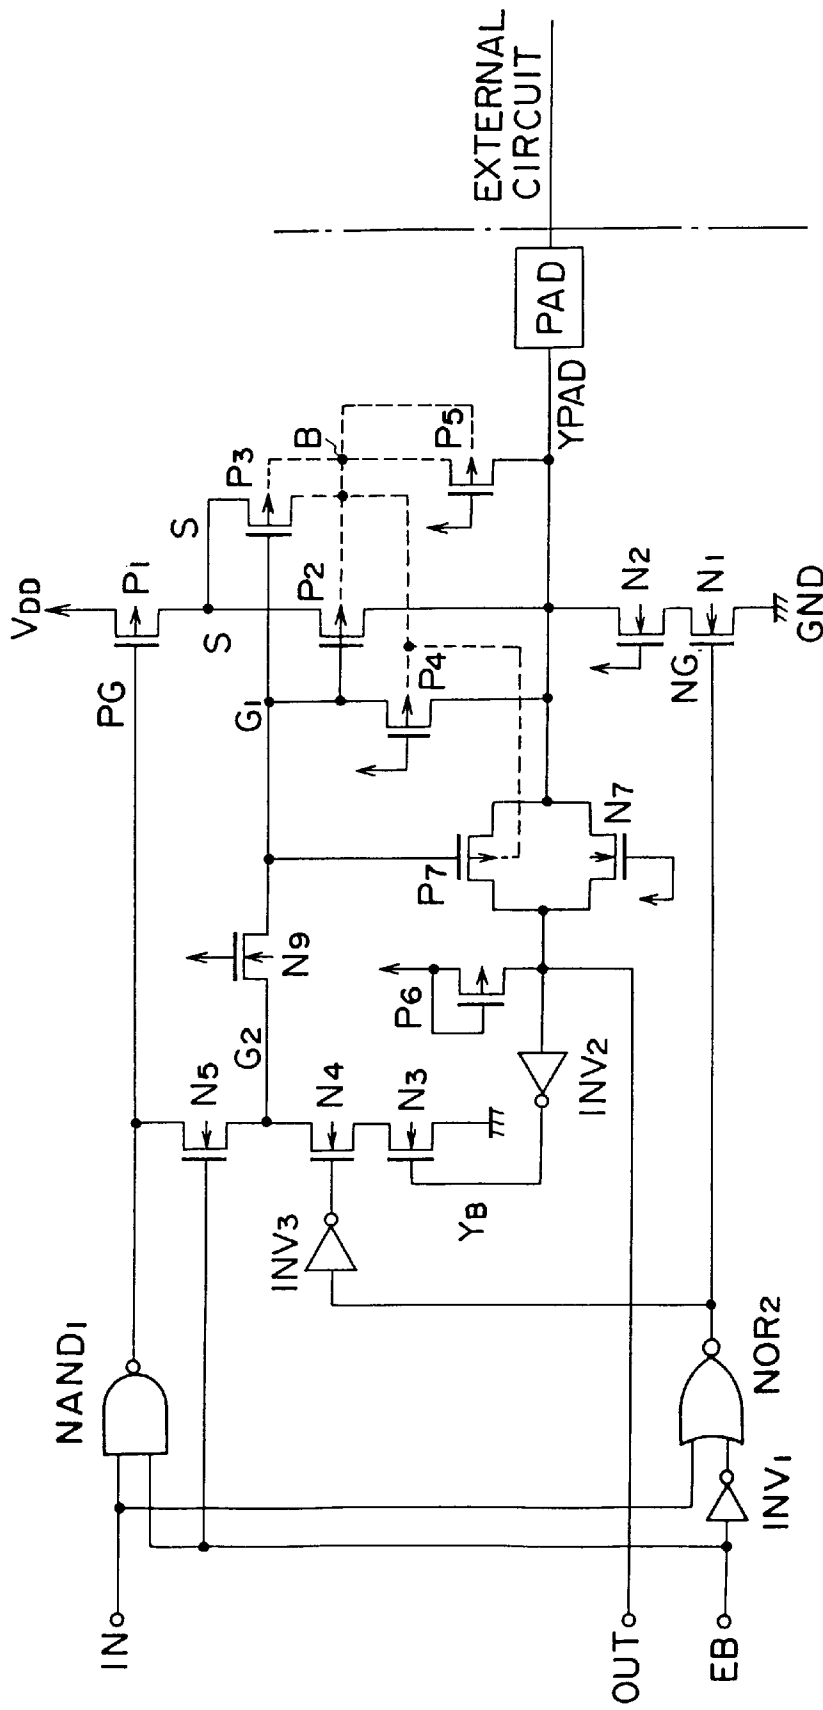 IN
NAND1
PG
VDD
P1
N5
G2
N9
G1
S
S
P3
P2
B
P4
P5
INV3
N4
N3
YB
INV2
P6
P7
N7
YPAD
PAD
EXTERNAL
CIRCUIT
N2
NG
N1
GND
OUT
EB
INV1
NOR2